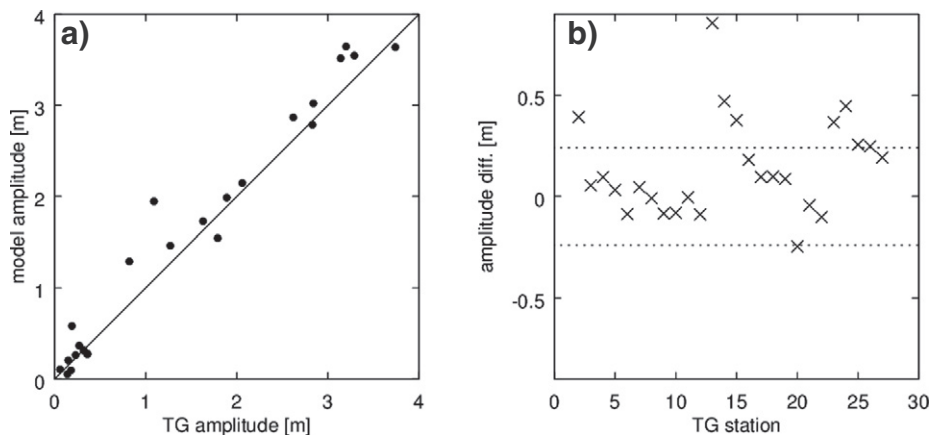 a)
model amplitude [m]
4
3
2
1
0
0 1 2 3 4
TG amplitude [m]
b)
amplitude diff. [m]
0.5
0
-0.5
0 5 10 15 20 25 30
TG station